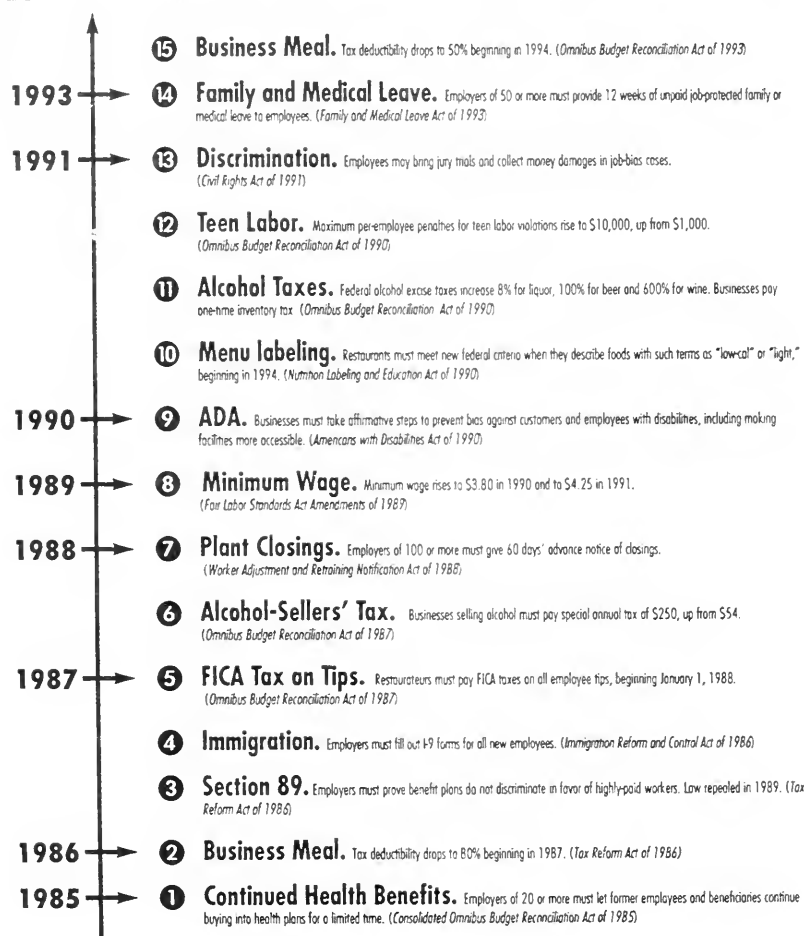 15 Business Meal. Tax deductibility drops to 50% beginning in 1994. (Omnibus Budget Reconciliation Act of 1993)
1993 14 Family and Medical Leave. Employers of 50 or more must provide 12 weeks of unpaid job-protected family or
medical leave to employees. (Family and Medical Leave Act of 1993)
1991 13 Discrimination. Employees may bring jury trials and collect money damages in job-bias cases.
(Civil Rights Act of 1991)
12 Teen Labor. Maximum per-employee penalties for teen labor violations rise to $10,000, up from $1,000.
(Omnibus Budget Reconciliation Act of 1990)
11 Alcohol Taxes. Federal alcohol excise taxes increase 8% for liquor, 100% for beer and 600% for wine. Businesses pay
one-time inventory tax (Omnibus Budget Reconciliation Act of 1990)
10 Menu labeling. Restaurants must meet new federal criteria when they describe foods with such terms as "low-cal" or "light,"
beginning in 1994. (Nutrition Labeling and Education Act of 1990)
1990 9 ADA. Businesses must take affirmative steps to prevent bias against customers and employees with disabilities, including making
facilities more accessible. (Americans with Disabilities Act of 1990)
1989 8 Minimum Wage. Minimum wage rises to $3.80 in 1990 and to $4.25 in 1991.
(Fair Labor Standards Act Amendments of 1989)
1988 7 Plant Closings. Employers of 100 or more must give 60 days' advance notice of closings.
(Worker Adjustment and Retraining Notification Act of 1988)
6 Alcohol-Sellers' Tax. Businesses selling alcohol must pay special annual tax of $250, up from $54.
(Omnibus Budget Reconciliation Act of 1987)
1987 5 FICA Tax on Tips. Restaurateurs must pay FICA taxes on all employee tips, beginning January 1, 1988.
(Omnibus Budget Reconciliation Act of 1987)
4 Immigration. Employers must fill out I-9 forms for all new employees. (Immigration Reform and Control Act of 1986)
3 Section 89. Employers must prove benefit plans do not discriminate in favor of highly-paid workers. Law repealed in 1989. (Tax
Reform Act of 1986)
1986 2 Business Meal. Tax deductibility drops to 80% beginning in 1987. (Tax Reform Act of 1986)
1985 1 Continued Health Benefits. Employers of 20 or more must let former employees and beneficiaries continue
buying into health plans for a limited time. (Consolidated Omnibus Budget Reconciliation Act of 1985)